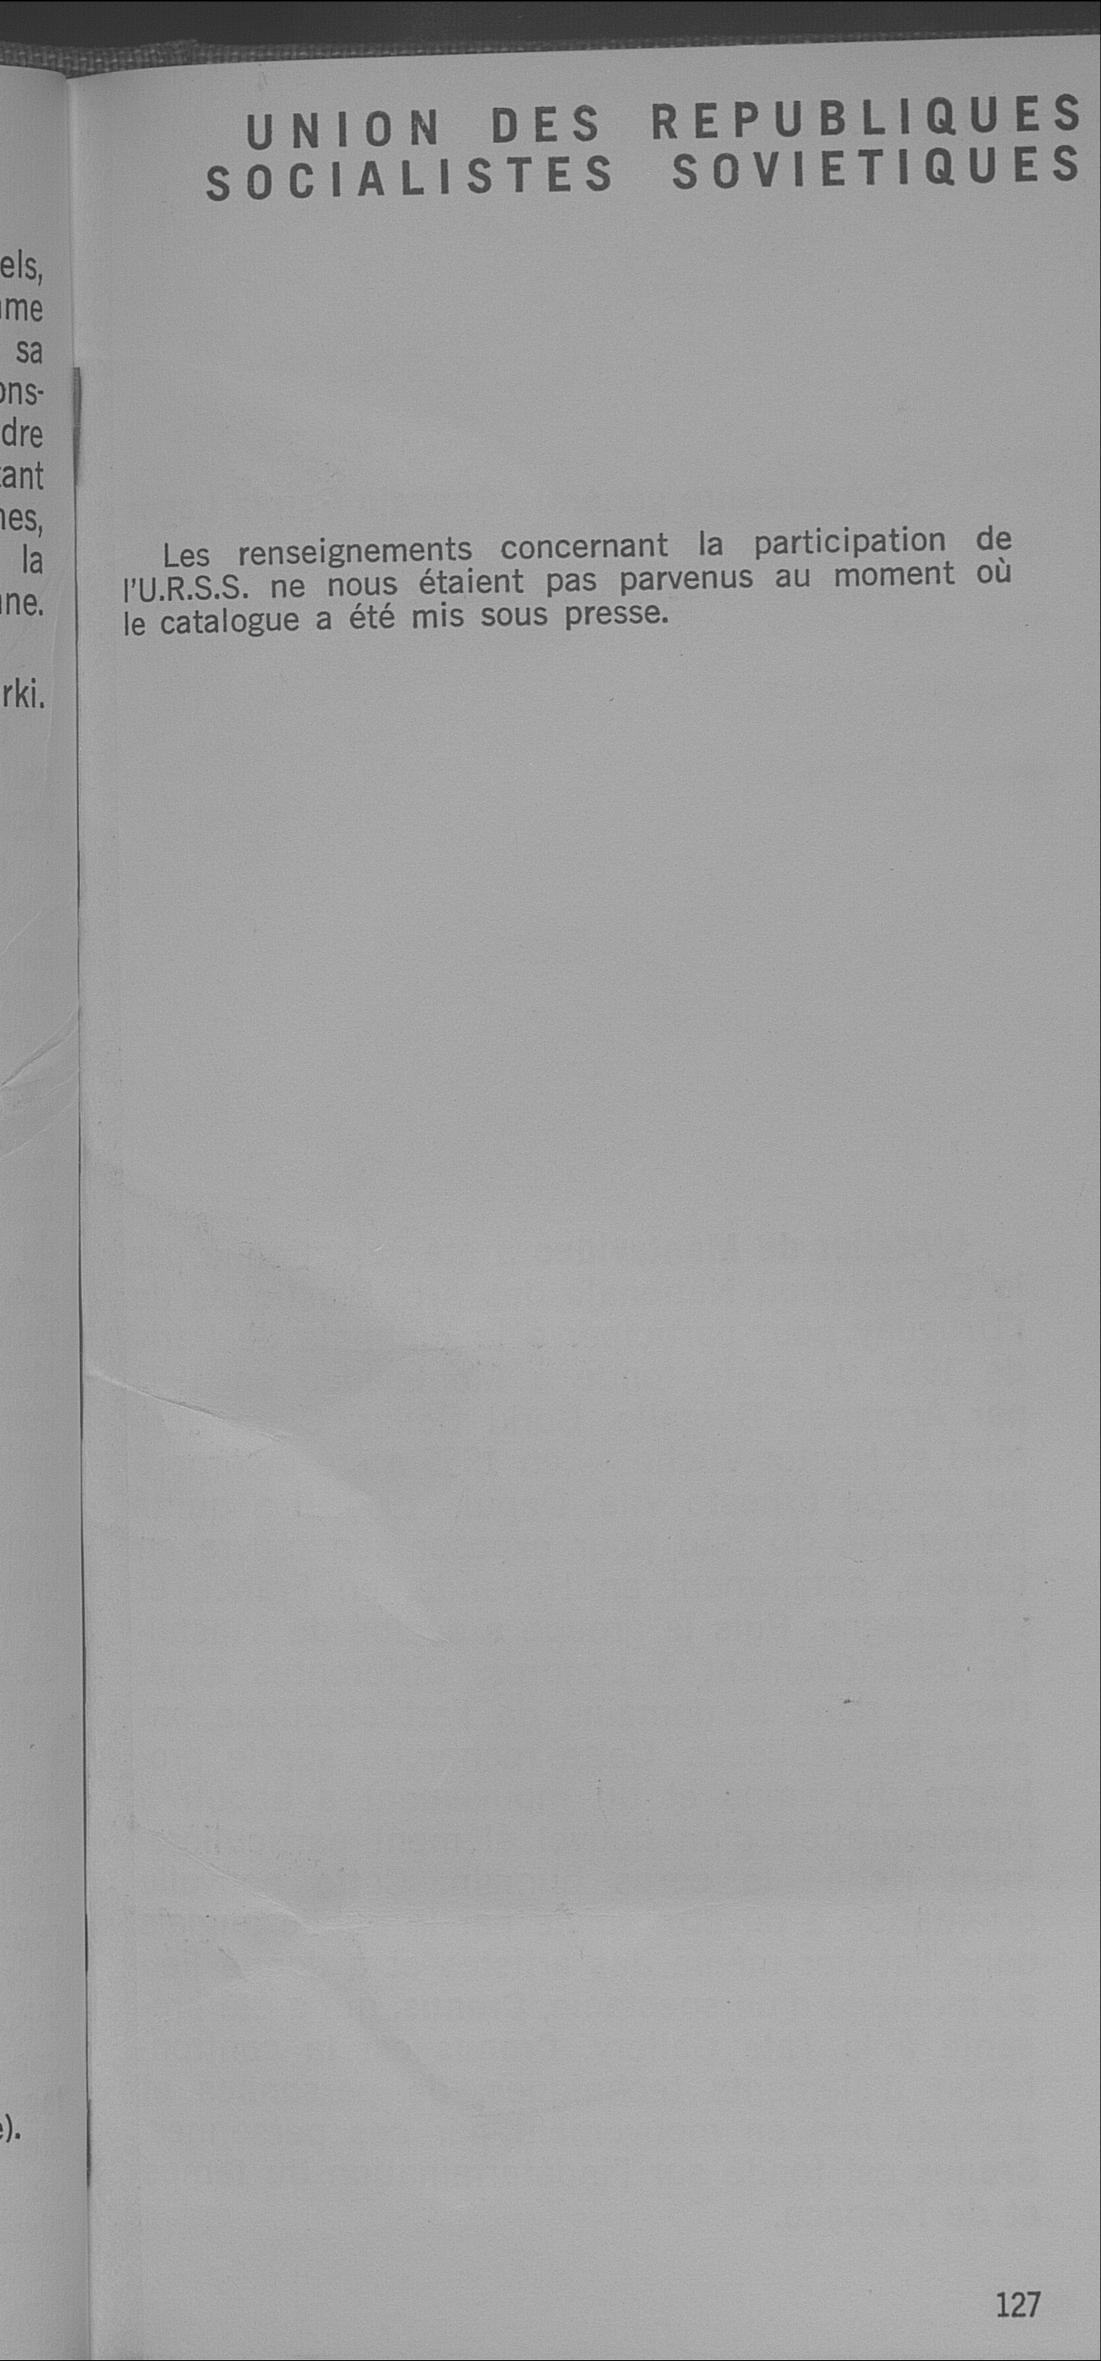 els,
me
sa
ons-
dre
tant
nes,
la
ne.
rki.
e).
UNION DES REPUBLIQUES
SOCIALISTES SOVIETIQUES
Les renseignements concernant la participation de
l'U.R.S.S. ne nous étaient pas parvenus au moment où
le catalogue a été mis sous presse.
127